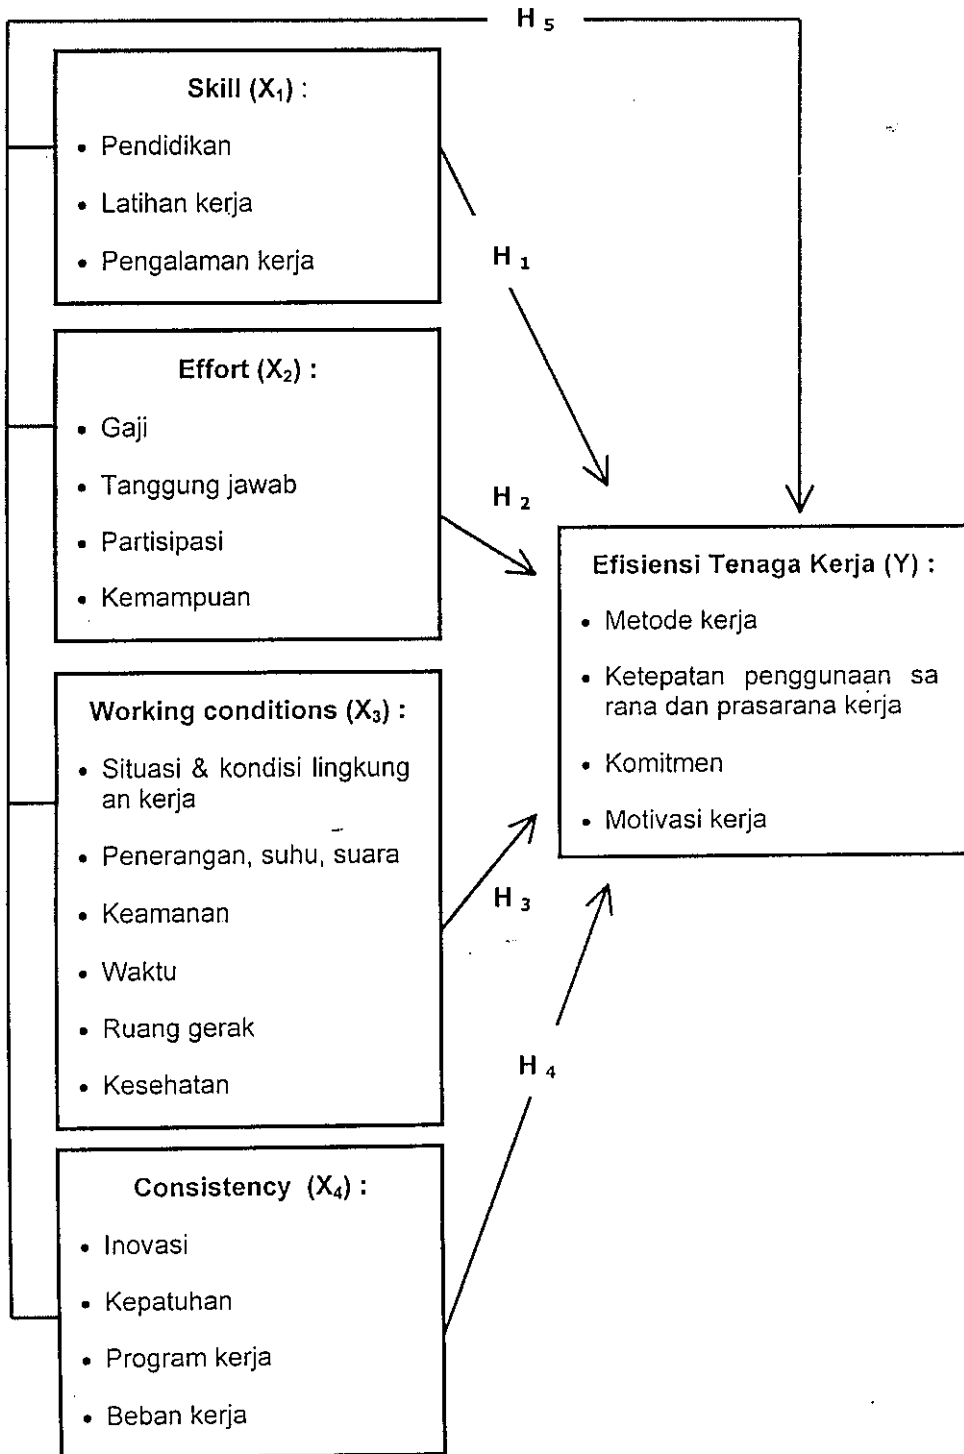 H 5
Skill (X1) :
• Pendidikan
• Latihan kerja
• Pengalaman kerja
H 1
Effort (X2) :
• Gaji
• Tanggung jawab
• Partisipasi
• Kemampuan
H 2
Efisiensi Tenaga Kerja (Y) :
• Metode kerja
• Ketepatan penggunaan sa
rana dan prasarana kerja
• Komitmen
• Motivasi kerja
Working conditions (X3) :
• Situasi & kondisi lingkung
an kerja
• Penerangan, suhu, suara
• Keamanan
• Waktu
• Ruang gerak
• Kesehatan
H 3
H 4
Consistency (X4) :
• Inovasi
• Kepatuhan
• Program kerja
• Beban kerja